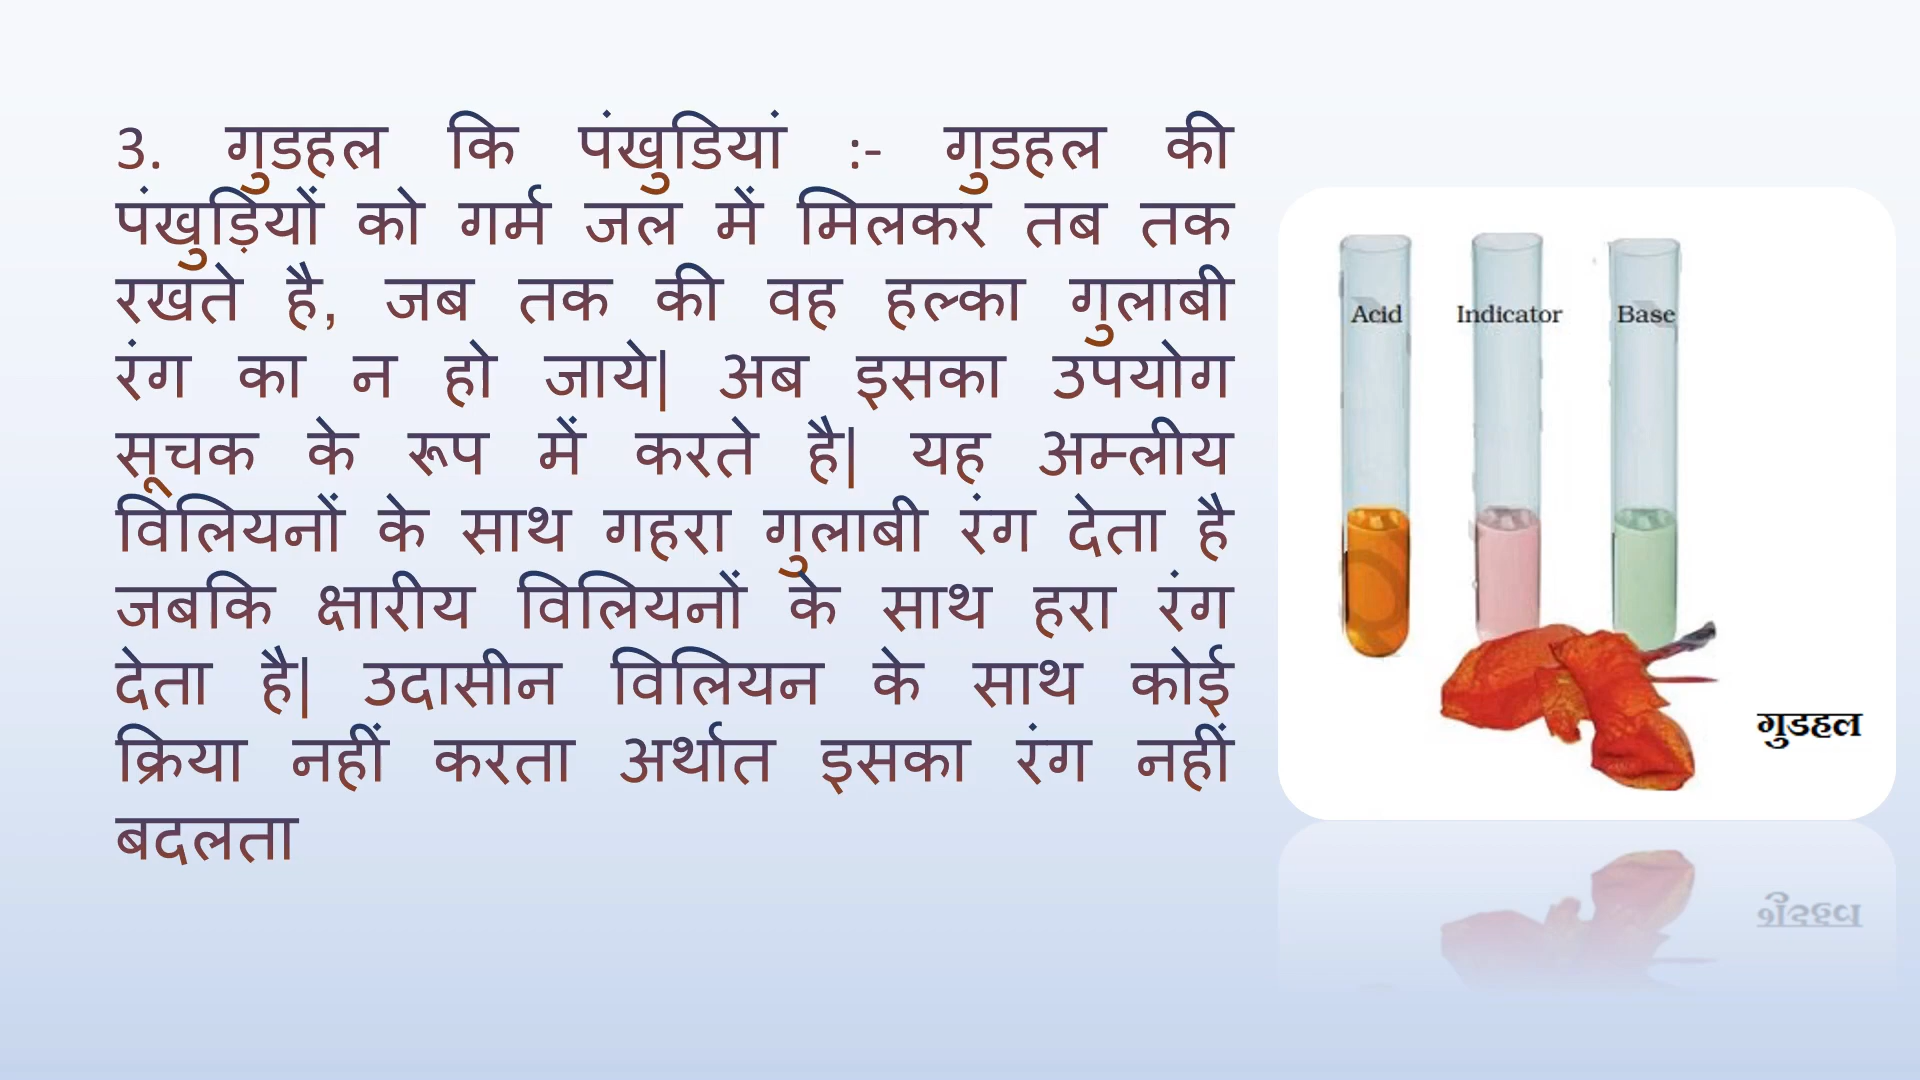 3. गुडहल कि पंखुडियां :- गुडहल की
पंखुड़ियों को गर्म जल में मिलकर तब तक
रखते है, जब तक की वह हल्का गुलाबी
रंग का न हो जाये| अब इसका उपयोग
सूचक के रूप में करते है| यह अम्लीय
विलियनों के साथ गहरा गुलाबी रंग देता है
जबकि क्षारीय विलियनों के साथ हरा रंग
देता है| उदासीन विलियन के साथ कोई
क्रिया नहीं करता अर्थात इसका रंग नहीं
बदलता
Acid Indicator Base
गुडहल